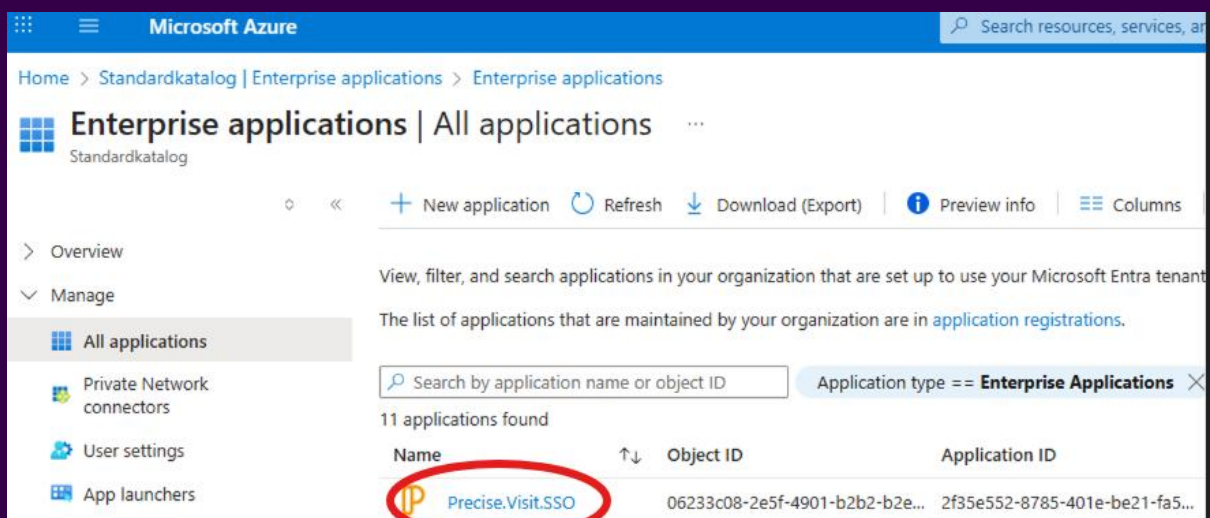 Microsoft Azure
Search resources, services, ar
Home > Standardkatalog | Enterprise applications > Enterprise applications
Enterprise applications | All applications ...
Standardkatalog
New application Refresh Download (Export) Preview info Columns
Overview
Manage
All applications
Private Network
connectors
User settings
App launchers
View, filter, and search applications in your organization that are set up to use your Microsoft Entra tenant
The list of applications that are maintained by your organization are in application registrations.
Search by application name or object ID
Application type == Enterprise Applications
11 applications found
Name Object ID Application ID
Precise.Visit.SSO 06233c08-2e5f-4901-b2b2-b2e... 2f35e552-8785-401e-be21-fa5...